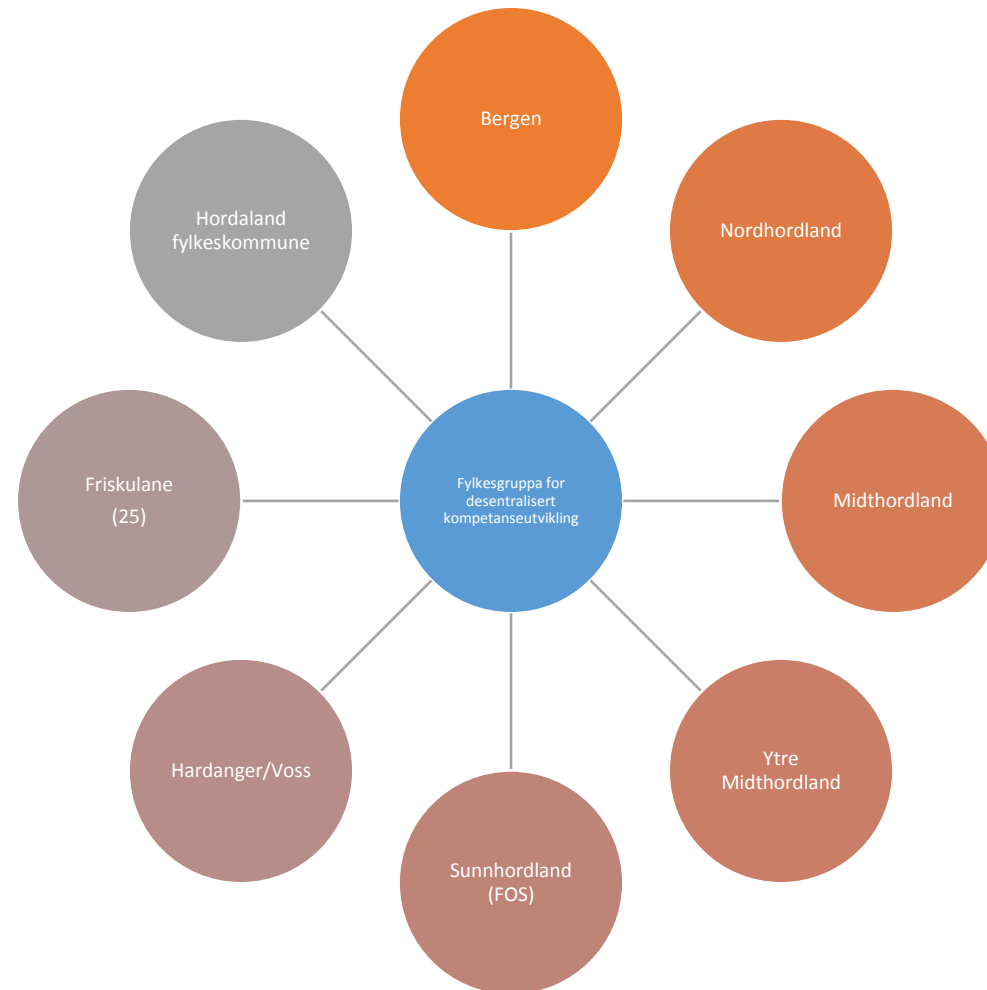 Bergen
Nordhordland
Midthordland
Ytre
Midthordland
Sunnhordland
(FOS)
Hardanger/Voss
Friskulane
(25)
Hordaland
fylkeskommune
Fylkesgruppa for
desentralisert
kompetanseutvikling